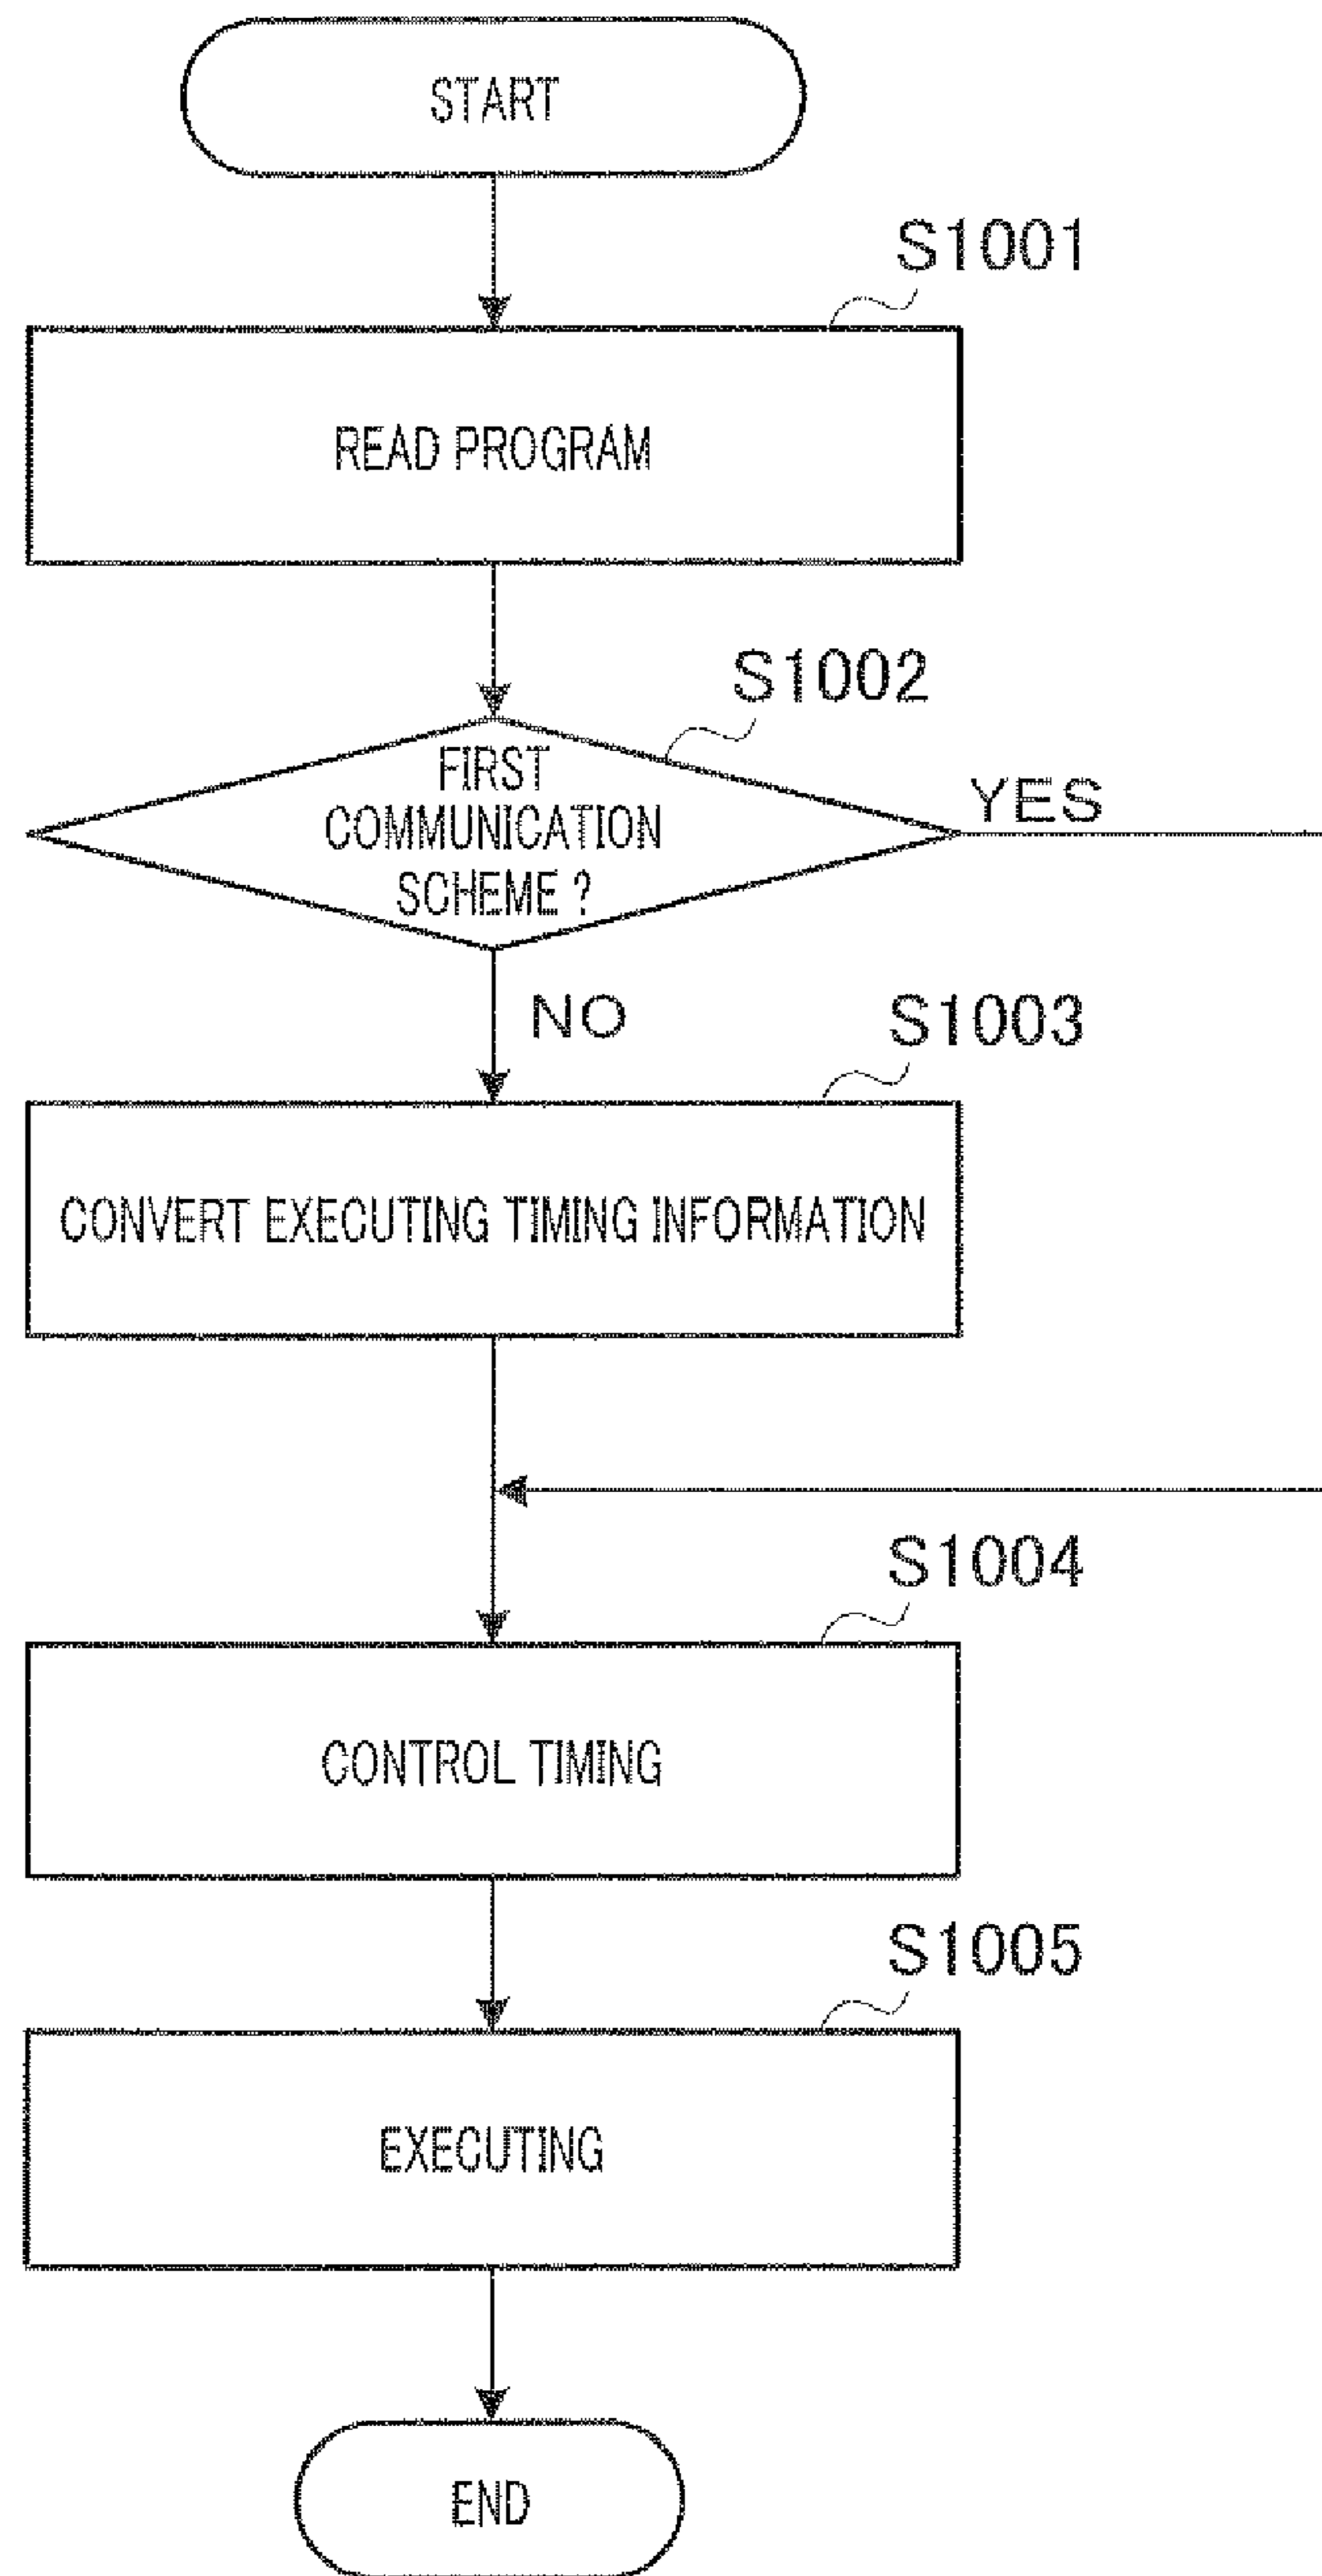 START
S1001
READ PROGRAM
S1002
FIRST
COMMUNICATION
SCHEME ?
YES
NO
S1003
CONVERT EXECUTING TIMING INFORMATION
S1004
CONTROL TIMING
S1005
EXECUTING
END